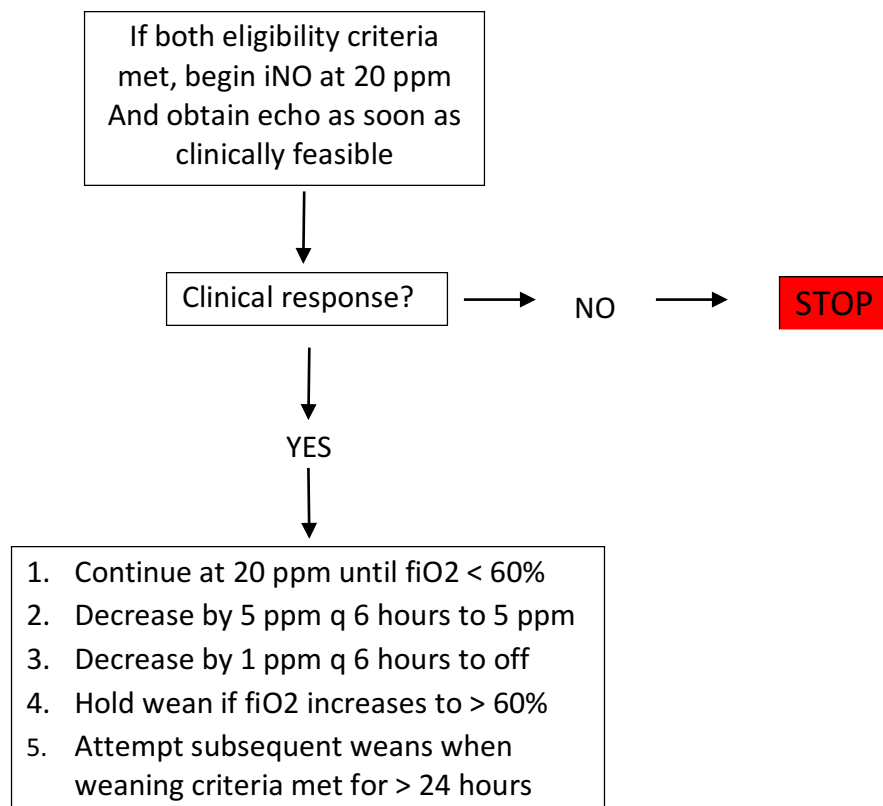 If both eligibility criteria
met, begin iNO at 20 ppm
And obtain echo as soon as
clinically feasible
Clinical response?
NO
STOP
YES
1. Continue at 20 ppm until fiO2 < 60%
2. Decrease by 5 ppm q 6 hours to 5 ppm
3. Decrease by 1 ppm q 6 hours to off
4. Hold wean if fiO2 increases to > 60%
5. Attempt subsequent weans when
weaning criteria met for > 24 hours